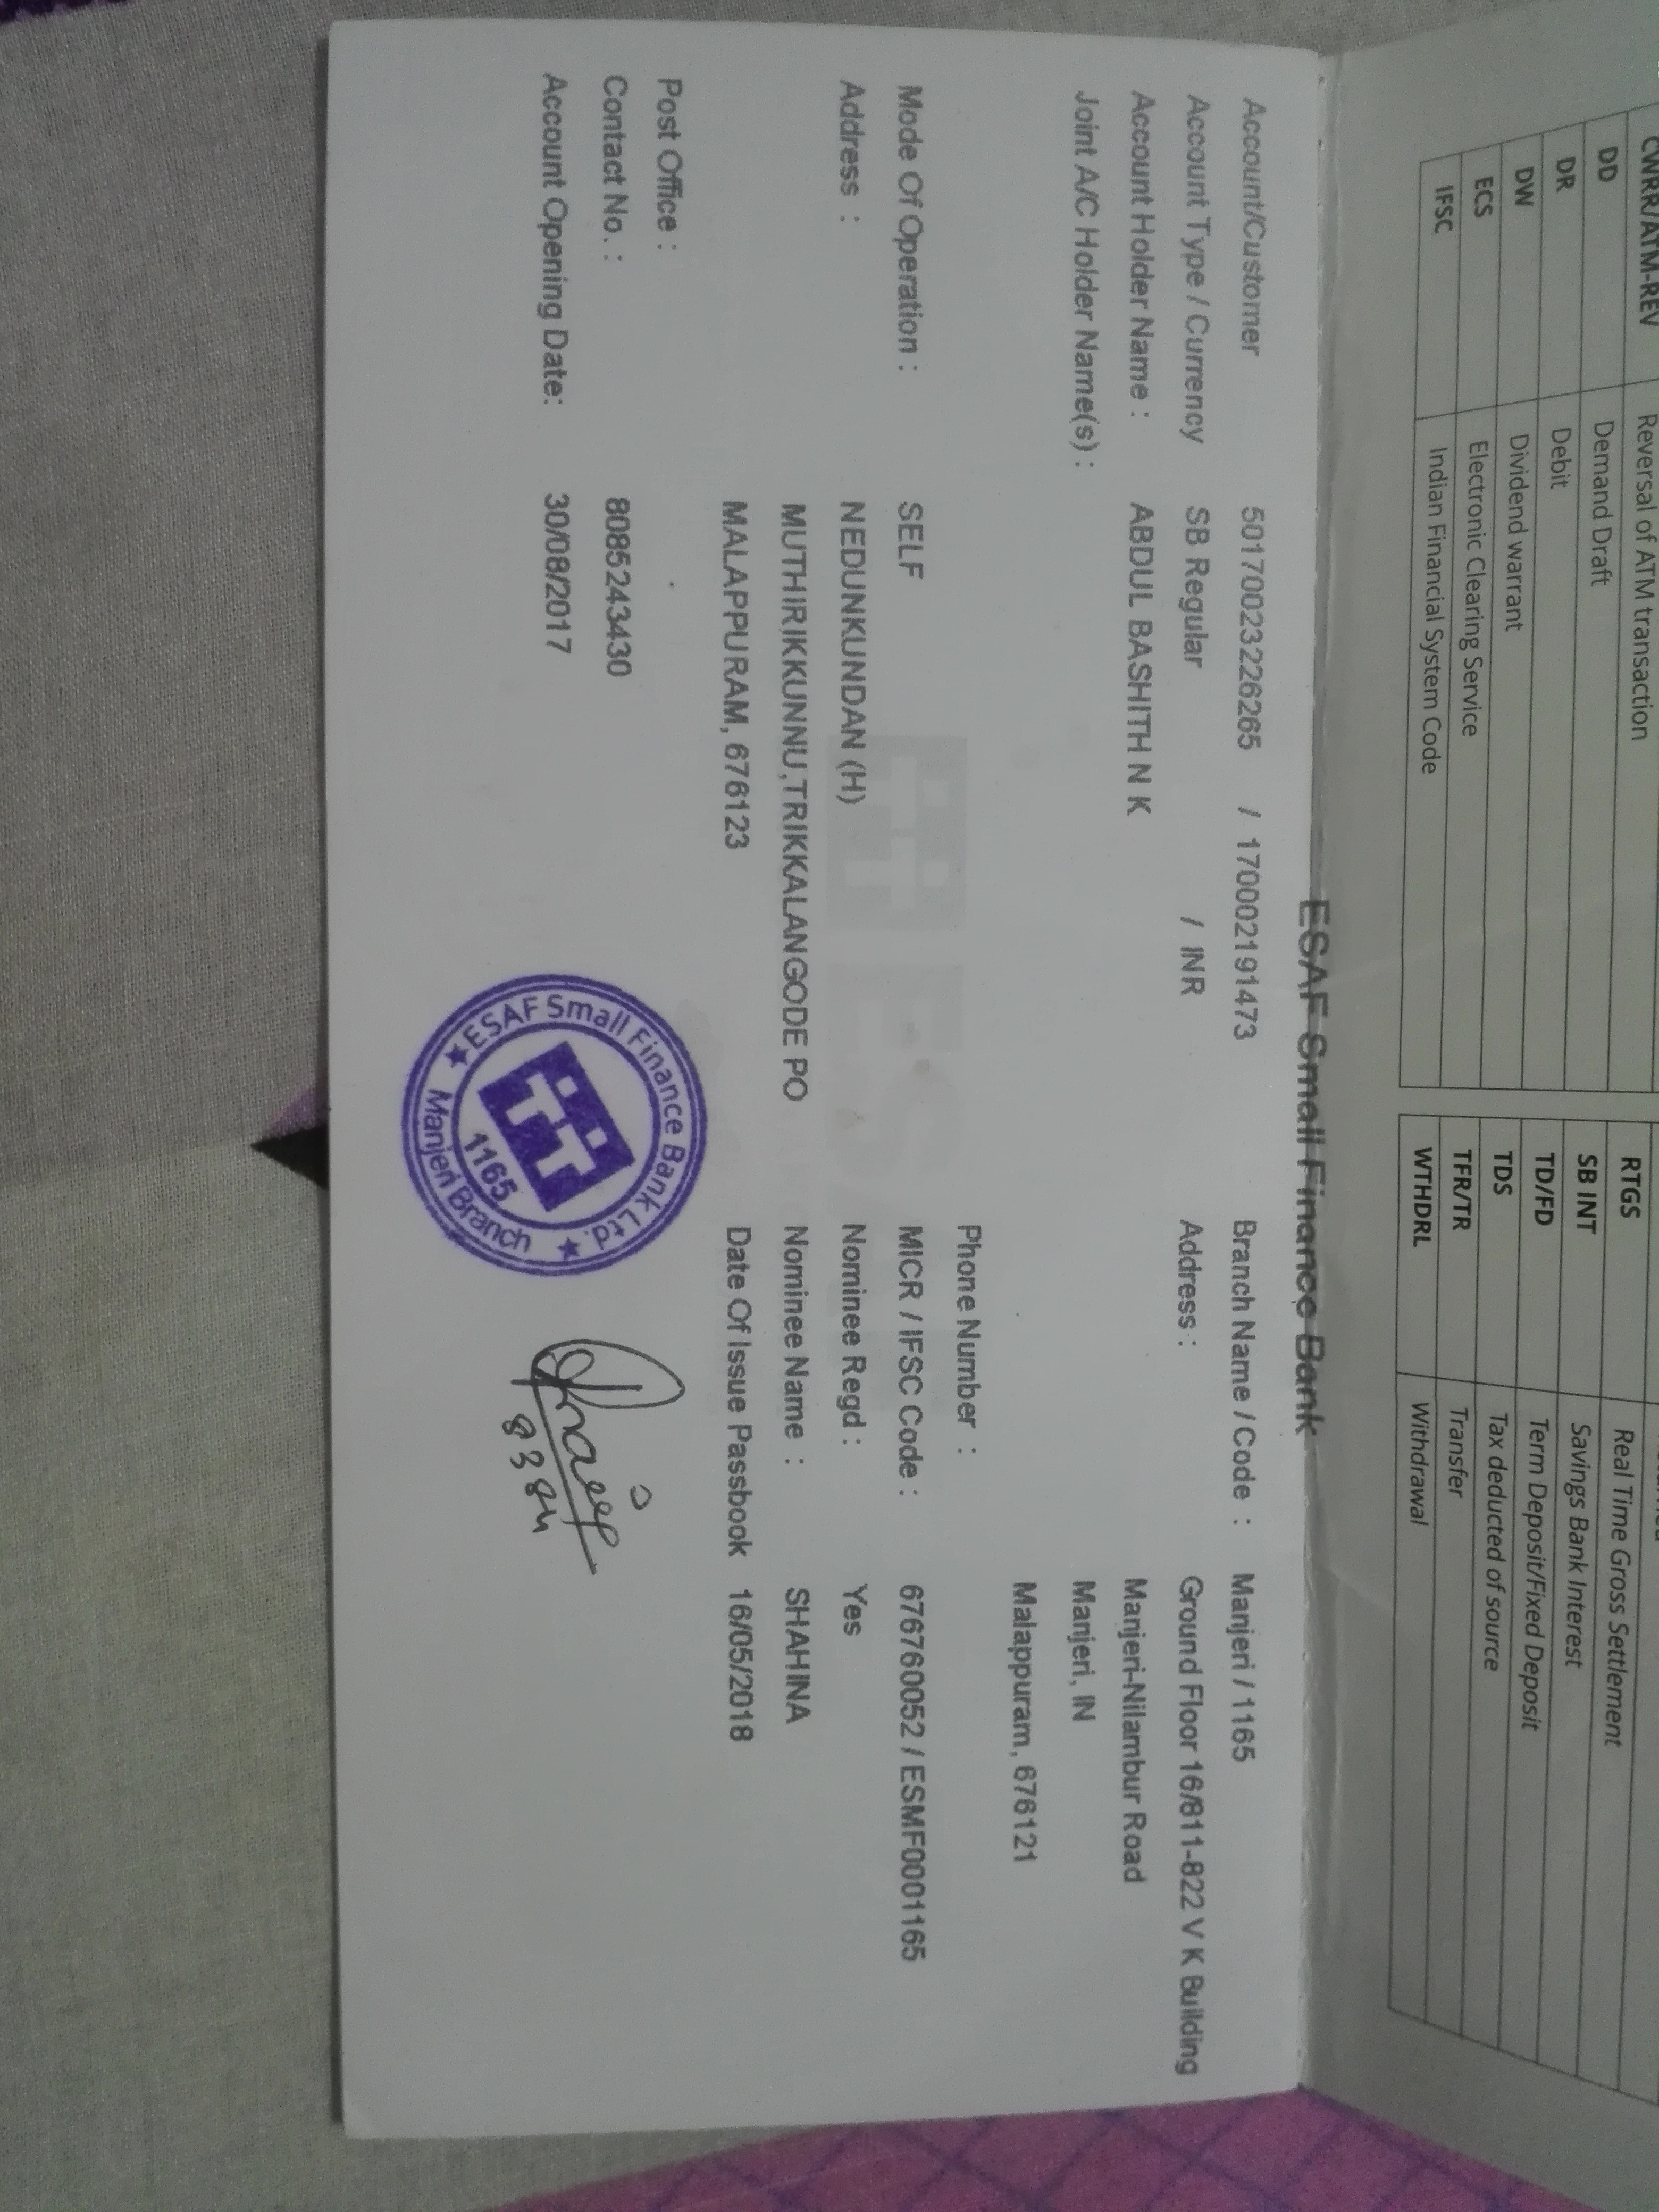 CWRR/ATM-REV Reversal of ATM transaction
DD Demand Draft
DR Debit
DW Dividend warrant
ECS Electronic Clearing Service
IFSC Indian Financial System Code
RTGS Real Time Gross Settlement
SB INT Savings Bank Interest
TD/FD Term Deposit/Fixed Deposit
TDS Tax deducted of source
TFR/TR Transfer
WTHDRL Withdrawal
ESAF Small Finance Bank
Account/Customer 50170023226265 / 170002191473
Account Type / Currency SB Regular / INR
Account Holder Name : ABDUL BASHITH N K
Joint A/C Holder Name(s) :
Mode Of Operation : SELF
Address : NEDUNKUNDAN (H)
MUTHIRIKKUNNU,TRIKKALANGODE PO
MALAPPURAM, 676123
Post Office :
Contact No. : 8085243430
Account Opening Date: 30/08/2017
Branch Name / Code : Manjeri / 1165
Address : Ground Floor 16/811-822 V K Building
Manjeri-Nilambur Road
Manjeri, IN
Malappuram, 676121
Phone Number :
MICR / IFSC Code : 676760052 / ESMF0001165
Nominee Regd : Yes
Nominee Name : SHAHINA
Date Of Issue Passbook 16/05/2018
ESAF Small Finance Bank Ltd.
1165
Manjeri Branch